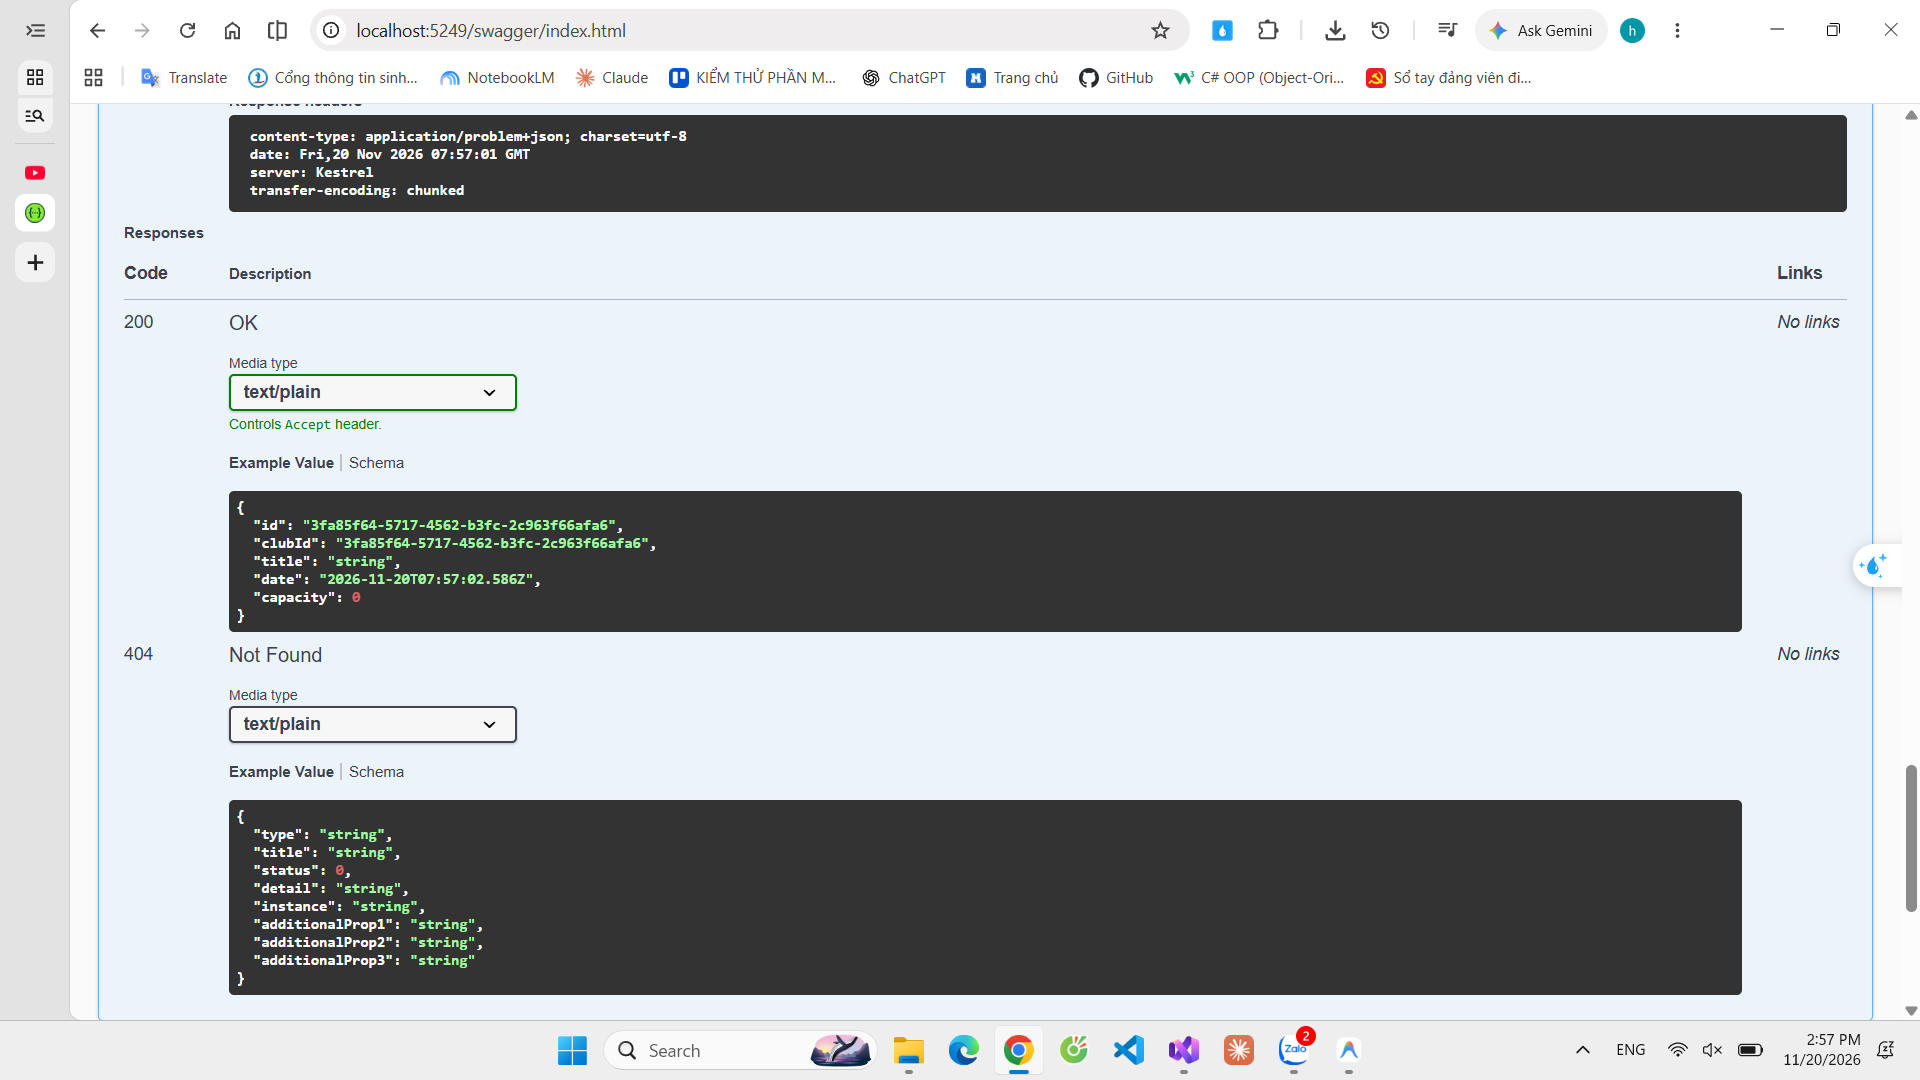 localhost:5249/swagger/index.html
Ask Gemini
h
Translate
Cổng thông tin sinh...
NotebookLM
Claude
KIỂM THỬ PHẦN M...
ChatGPT
Trang chủ
GitHub
C# OOP (Object-Ori...
Sổ tay đảng viên đi...
Response headers
content-type: application/problem+json; charset=utf-8
date: Fri,20 Nov 2026 07:57:01 GMT
server: Kestrel
transfer-encoding: chunked
Responses
Code Description Links
200 OK No links
Media type
text/plain
Controls Accept header.
Example Value Schema
{
"id": "3fa85f64-5717-4562-b3fc-2c963f66afa6",
"clubId": "3fa85f64-5717-4562-b3fc-2c963f66afa6",
"title": "string",
"date": "2026-11-20T07:57:02.586Z",
"capacity": 0
}
404 Not Found No links
Media type
text/plain
Example Value Schema
{
"type": "string",
"title": "string",
"status": 0,
"detail": "string",
"instance": "string",
"additionalProp1": "string",
"additionalProp2": "string",
"additionalProp3": "string"
}
Search
Zalo
2
ENG
2:57 PM
11/20/2026